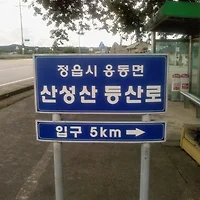 정읍시 옹동면
산성산 등산로
입구 5km →